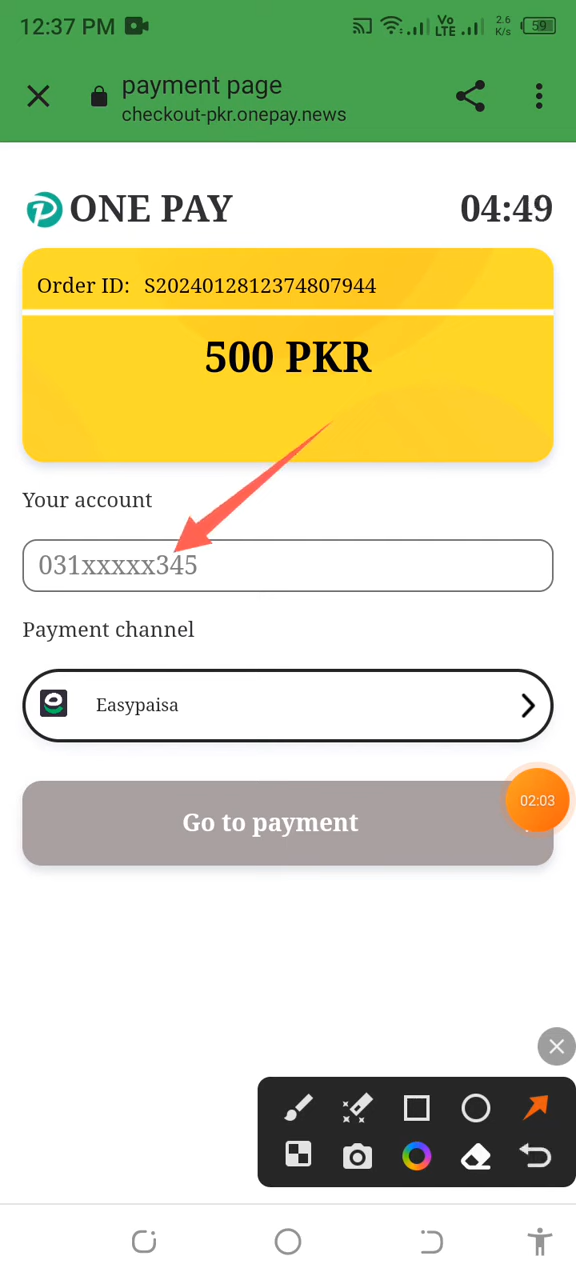 12:37 PM Vo LTE 2.6 K/s 59
payment page
checkout-pkr.onepay.news
ONE PAY 04:49
Order ID: S2024012812374807944
500 PKR
Your account
031xxxxx345
Payment channel
Easypaisa
02:03
Go to payment